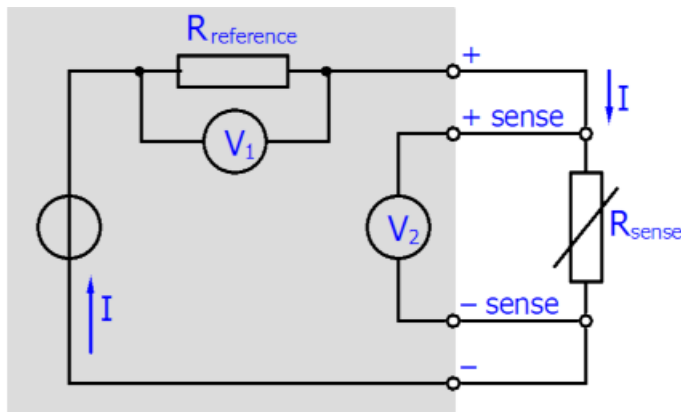 Rreference
+
I
V1
+ sense
V2
Rsense
I
– sense
–